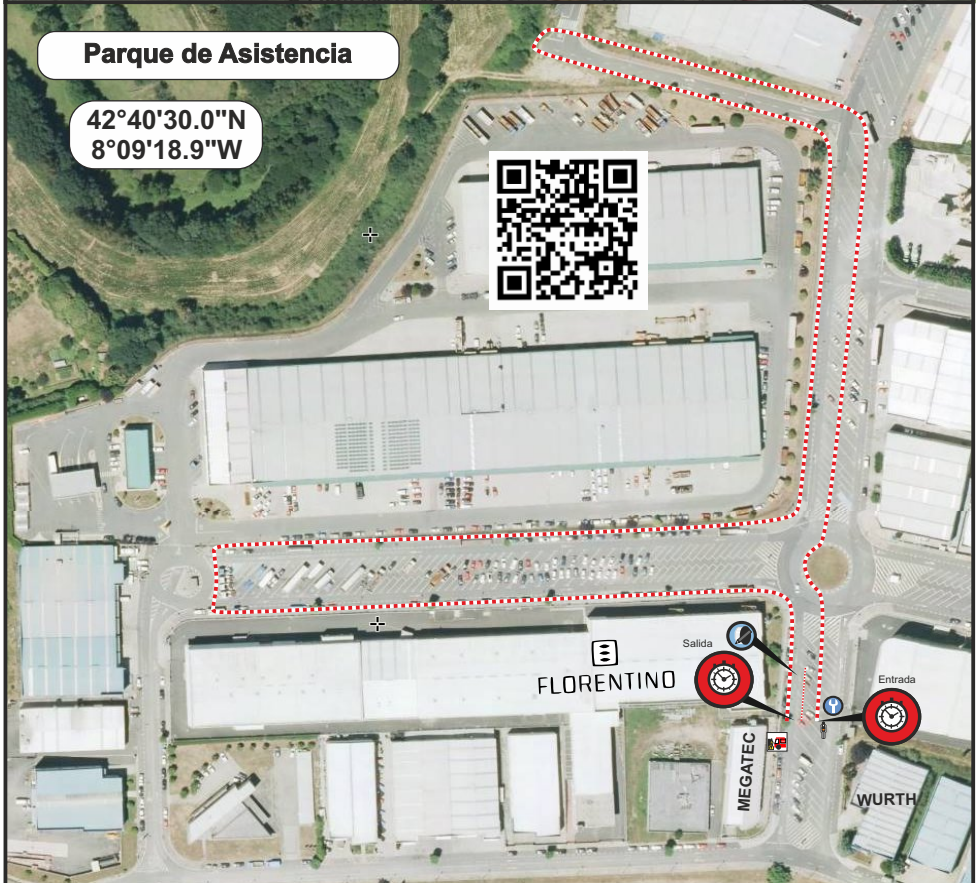 Parque de Asistencia
42°40'30.0"N
8°09'18.9"W
FLORENTINO
Salida
Entrada
MEGATEC
WURTH